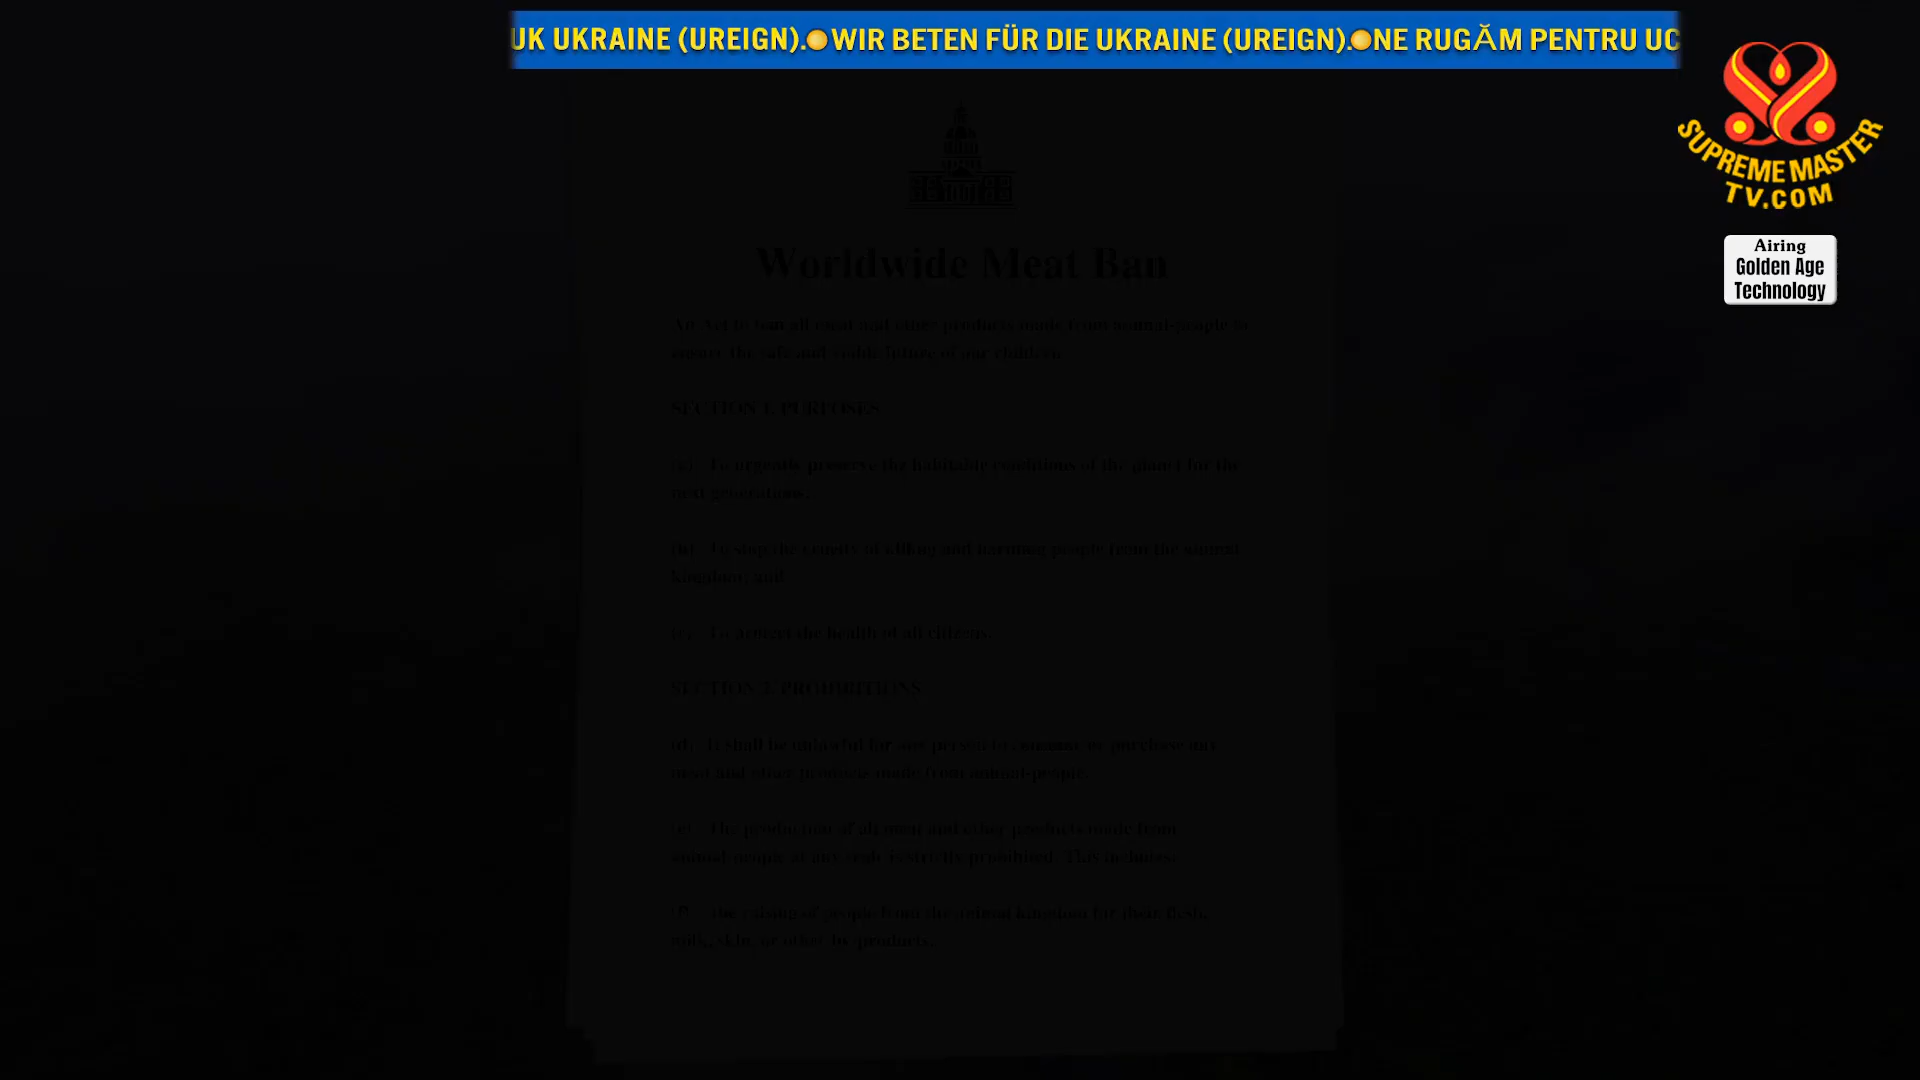 UK UKRAINE (UREIGN). WIR BETEN FÜR DIE UKRAINE (UREIGN). NE RUGĂM PENTRU UC
SUPREME MASTER
TV.COM
Airing
Golden Age
Technology
Worldwide Meat Ban
An Act to ban all meat and other products made from animal-people to
ensure the safe and viable future of our children.
SECTION 1. PURPOSES
(a) To urgently preserve the habitable conditions of the planet for the
next generations;
(b) To stop the cruelty of killing and harming people from the animal
kingdom; and
(c) To protect the health of all citizens.
SECTION 2. PROHIBITIONS
(d) It shall be unlawful for any person to consume or purchase any
meat and other products made from animal-people.
(e) The production of all meat and other products made from
animal-people at any scale is strictly prohibited. This includes:
the raising of people from the animal kingdom for their flesh,
milk, skin, or other by-products.